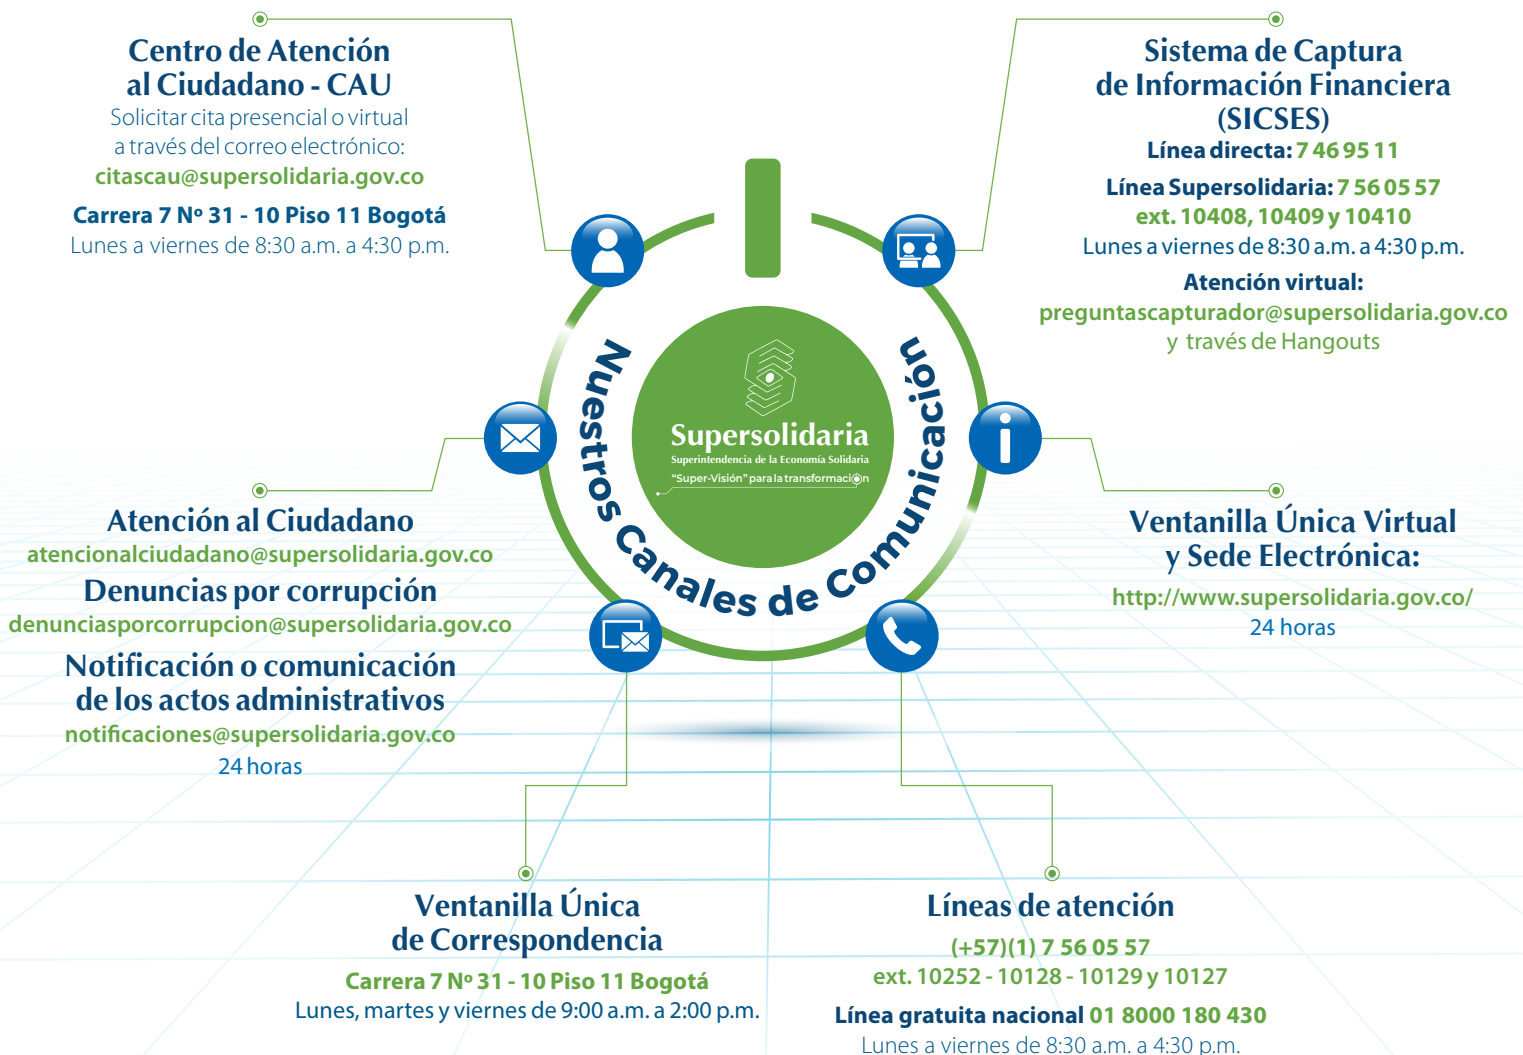 Centro de Atención
al Ciudadano - CAU
Solicitar cita presencial o virtual
a través del correo electrónico:
citascau@supersolidaria.gov.co
Carrera 7 Nº 31 - 10 Piso 11 Bogotá
Lunes a viernes de 8:30 a.m. a 4:30 p.m.
Sistema de Captura
de Información Financiera
(SICSES)
Línea directa: 7 46 95 11
Línea Supersolidaria: 7 56 05 57
ext. 10408, 10409 y 10410
Lunes a viernes de 8:30 a.m. a 4:30 p.m.
Atención virtual:
preguntascapturador@supersolidaria.gov.co
y través de Hangouts
Nuestros Canales de Comunicación
Supersolidaria
Superintendencia de la Economía Solidaria
"Super-Visión" para la transformación
Atención al Ciudadano
atencionalciudadano@supersolidaria.gov.co
Denuncias por corrupción
denunciasporcorrupcion@supersolidaria.gov.co
Notificación o comunicación
de los actos administrativos
notificaciones@supersolidaria.gov.co
24 horas
Ventanilla Única Virtual
y Sede Electrónica:
http://www.supersolidaria.gov.co/
24 horas
Ventanilla Única
de Correspondencia
Carrera 7 Nº 31 - 10 Piso 11 Bogotá
Lunes, martes y viernes de 9:00 a.m. a 2:00 p.m.
Líneas de atención
(+57)(1) 7 56 05 57
ext. 10252 - 10128 - 10129 y 10127
Línea gratuita nacional 01 8000 180 430
Lunes a viernes de 8:30 a.m. a 4:30 p.m.